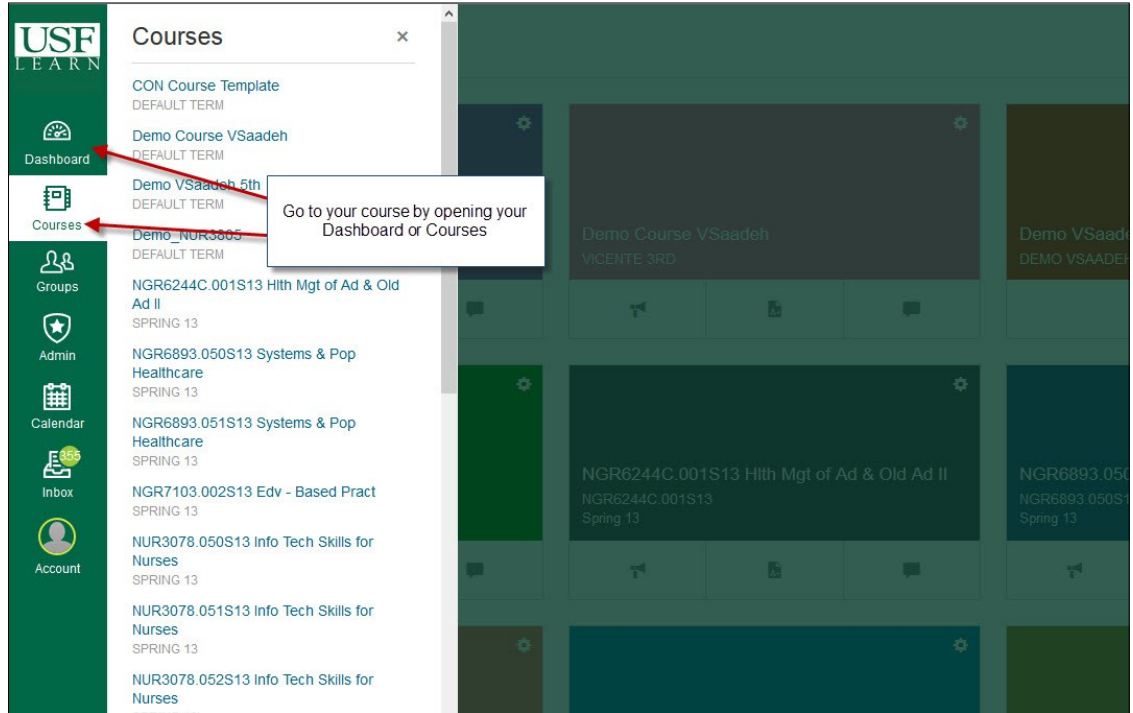 USF
LEARN
Dashboard
Courses
Groups
Admin
Calendar
355
Inbox
Account
Courses
×
CON Course Template
DEFAULT TERM
Demo Course VSaadeh
DEFAULT TERM
Demo VSaadeh 5th
DEFAULT TERM
Demo_NUR3805
DEFAULT TERM
NGR6244C.001S13 Hlth Mgt of Ad & Old
Ad II
SPRING 13
NGR6893.050S13 Systems & Pop
Healthcare
SPRING 13
NGR6893.051S13 Systems & Pop
Healthcare
SPRING 13
NGR7103.002S13 Edv - Based Pract
SPRING 13
NUR3078.050S13 Info Tech Skills for
Nurses
SPRING 13
NUR3078.051S13 Info Tech Skills for
Nurses
SPRING 13
NUR3078.052S13 Info Tech Skills for
Nurses
Go to your course by opening your
Dashboard or Courses
Demo Course VSaadeh
VICENTE 3RD
Demo VSaade
DEMO VSAADEH
NGR6244C.001S13 Hlth Mgt of Ad & Old Ad II
NGR6244C.001S13
Spring 13
NGR6893.050
NGR6893.050S1
Spring 13